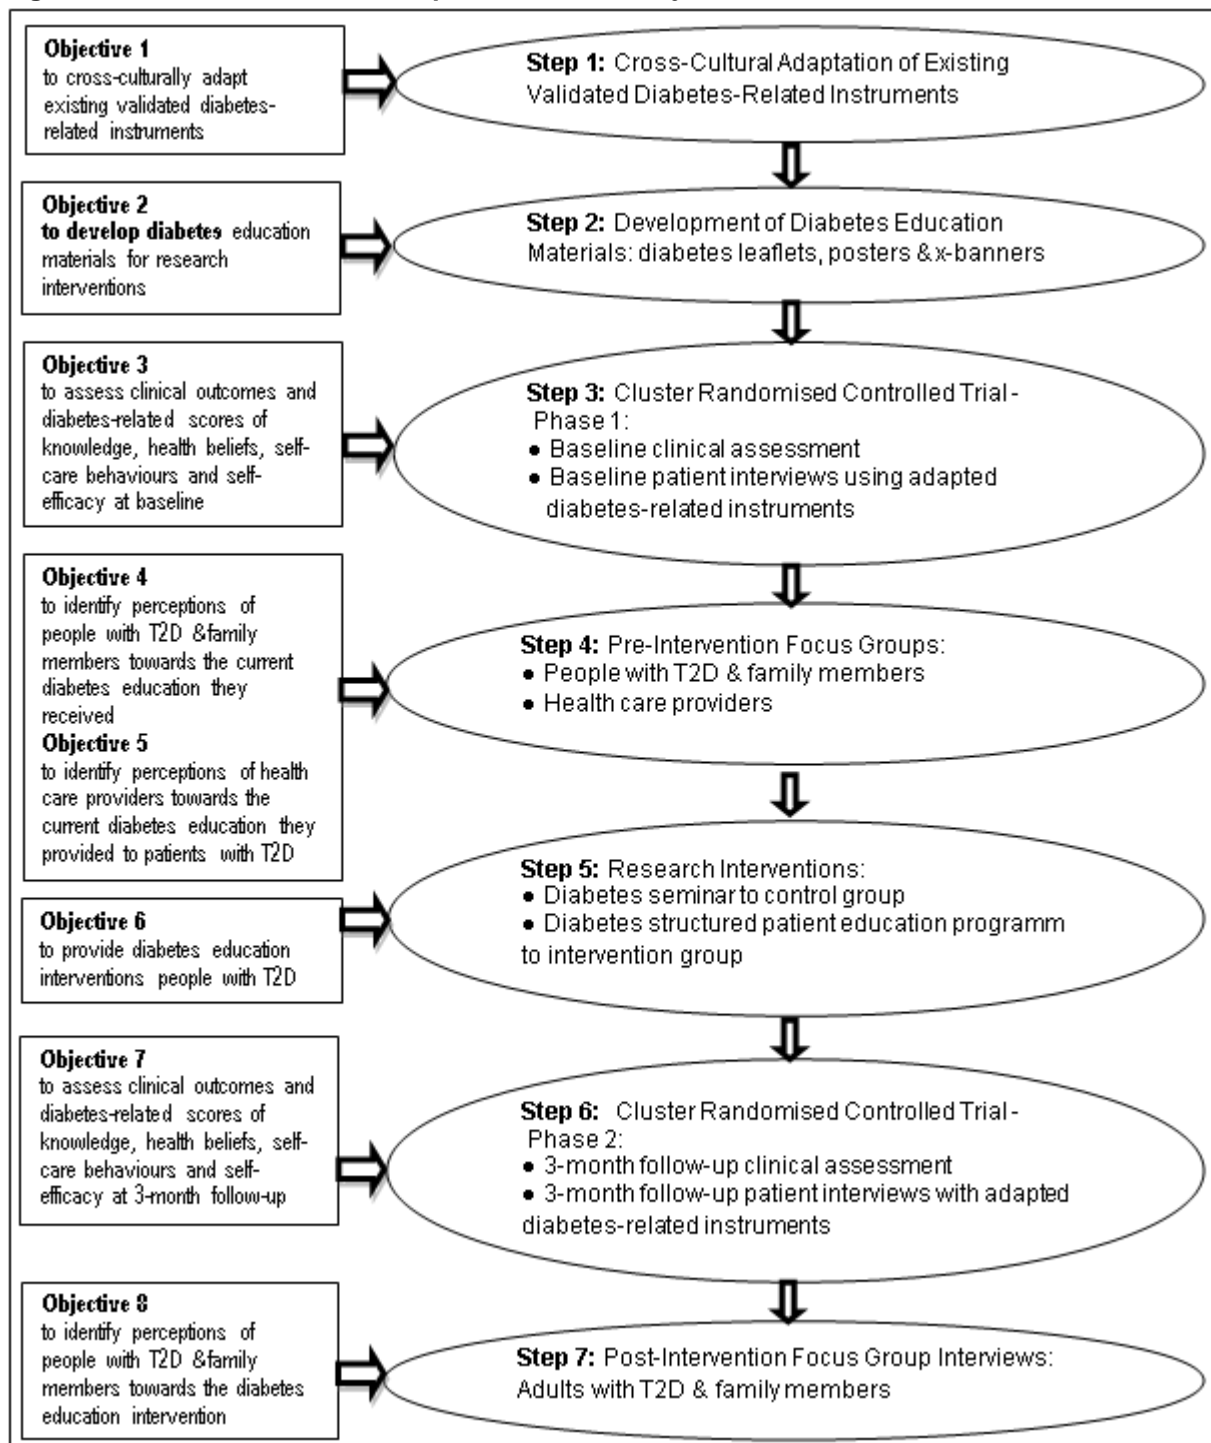 Objective 1
to cross-culturally adapt
existing validated diabetes-
related instruments
Step 1: Cross-Cultural Adaptation of Existing
Validated Diabetes-Related Instruments
Objective 2
to develop diabetes education
materials for research
interventions
Step 2: Development of Diabetes Education
Materials: diabetes leaflets, posters & x-banners
Objective 3
to assess clinical outcomes and
diabetes-related scores of
knowledge, health beliefs, self-
care behaviours and self-
efficacy at baseline
Step 3: Cluster Randomised Controlled Trial -
Phase 1:
● Baseline clinical assessment
● Baseline patient interviews using adapted
diabetes-related instruments
Objective 4
to identify perceptions of
people with T2D &family
members towards the current
diabetes education they
received
Objective 5
to identify perceptions of health
care providers towards the
current diabetes education they
provided to patients with T2D
Step 4: Pre-Intervention Focus Groups:
● People with T2D & family members
● Health care providers
Objective 6
to provide diabetes education
interventions people with T2D
Step 5: Research Interventions:
● Diabetes seminar to control group
● Diabetes structured patient education programm
to intervention group
Objective 7
to assess clinical outcomes and
diabetes-related scores of
knowledge, health beliefs, self-
care behaviours and self-
efficacy at 3-month follow-up
Step 6: Cluster Randomised Controlled Trial -
Phase 2:
● 3-month follow-up clinical assessment
● 3-month follow-up patient interviews with adapted
diabetes-related instruments
Objective 8
to identify perceptions of
people with T2D &family
members towards the diabetes
education intervention
Step 7: Post-Intervention Focus Group Interviews:
Adults with T2D & family members